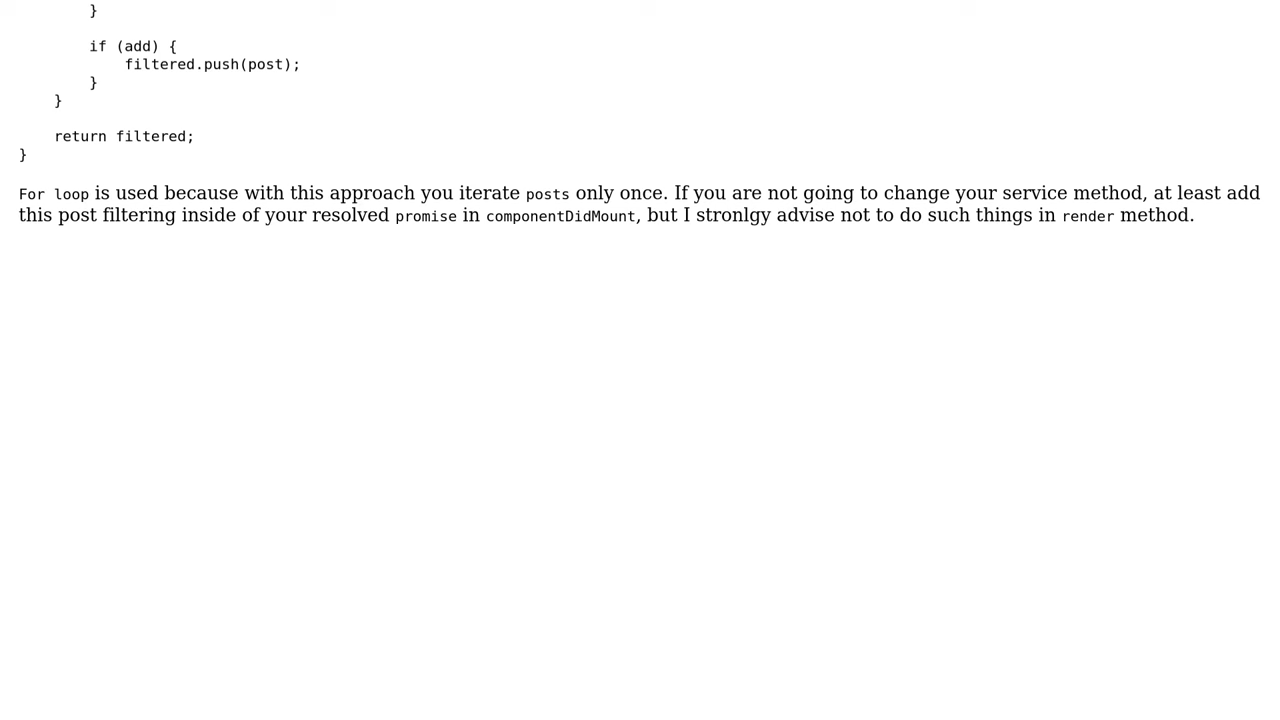 }
        if (add) {
            filtered.push(post);
        }
    }
    return filtered;
}
For loop is used because with this approach you iterate posts only once. If you are not going to change your service method, at least add
this post filtering inside of your resolved promise in componentDidMount, but I stronlgy advise not to do such things in render method.